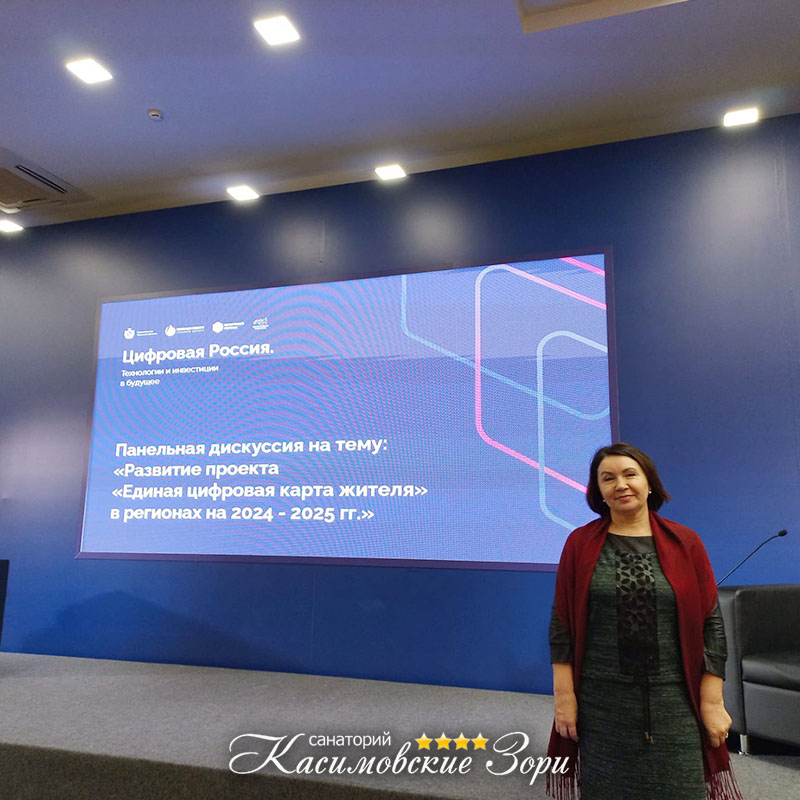 Цифровая Россия.
Технологии и инвестиции
в будущее
Панельная дискуссия на тему:
«Развитие проекта
«Единая цифровая карта жителя»
в регионах на 2024 - 2025 гг.»
санаторий
Касимовские Зори